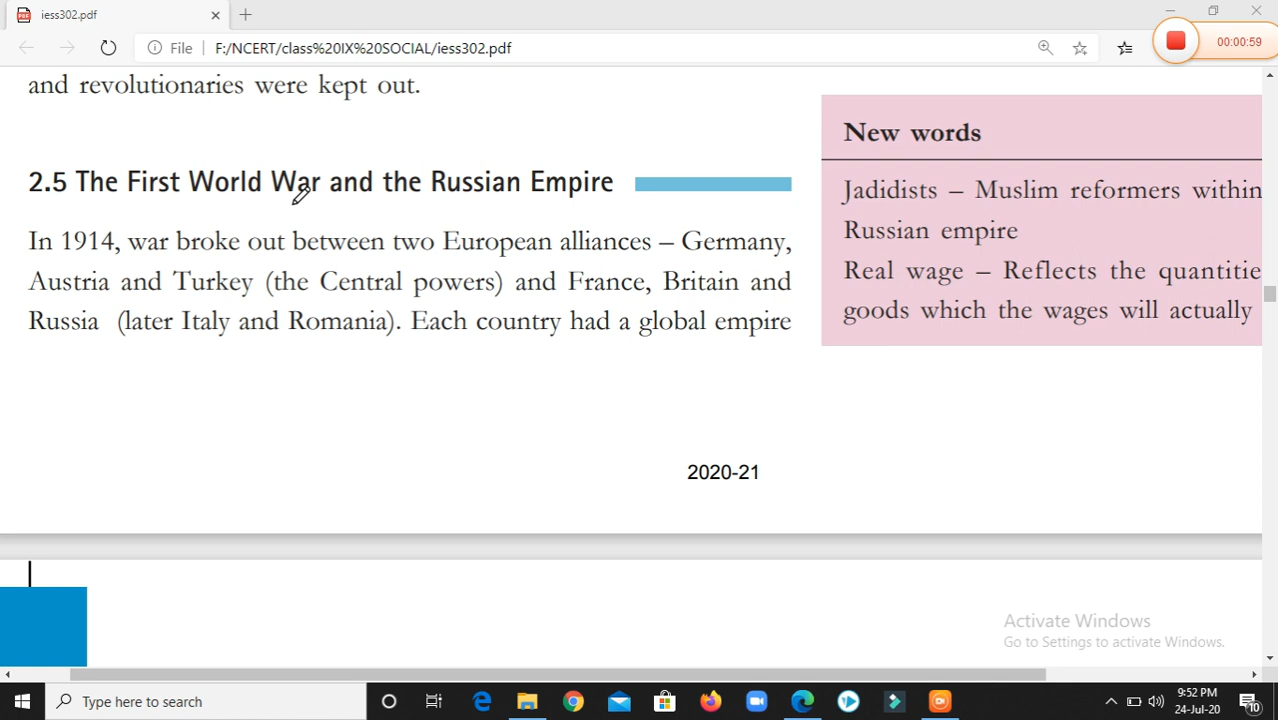 iess302.pdf
File
F:/NCERT/class%20IX%20SOCIAL/iess302.pdf
00:00:59
and revolutionaries were kept out.
2.5 The First World War and the Russian Empire
In 1914, war broke out between two European alliances – Germany,
Austria and Turkey (the Central powers) and France, Britain and
Russia (later Italy and Romania). Each country had a global empire
New words
Jadidists – Muslim reformers within
Russian empire
Real wage – Reflects the quantitie
goods which the wages will actually
2020-21
Activate Windows
Go to Settings to activate Windows.
Type here to search
9:52 PM
24-Jul-20
10